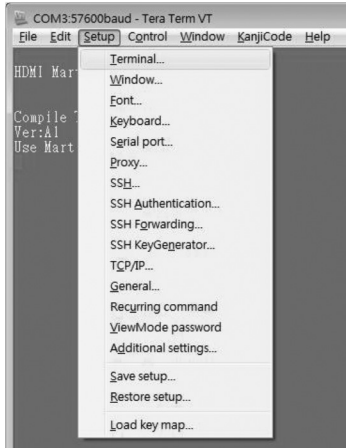 COM3:57600baud - Tera Term VT
File Edit Setup Control Window KanjiCode Help
HDMI Mar
Compile
Ver:A1
Use Mart
Terminal...
Window...
Font...
Keyboard...
Serial port...
Proxy...
SSH...
SSH Authentication...
SSH Forwarding...
SSH KeyGenerator...
TCP/IP...
General...
Recurring command
ViewMode password
Additional settings...
Save setup...
Restore setup...
Load key map...